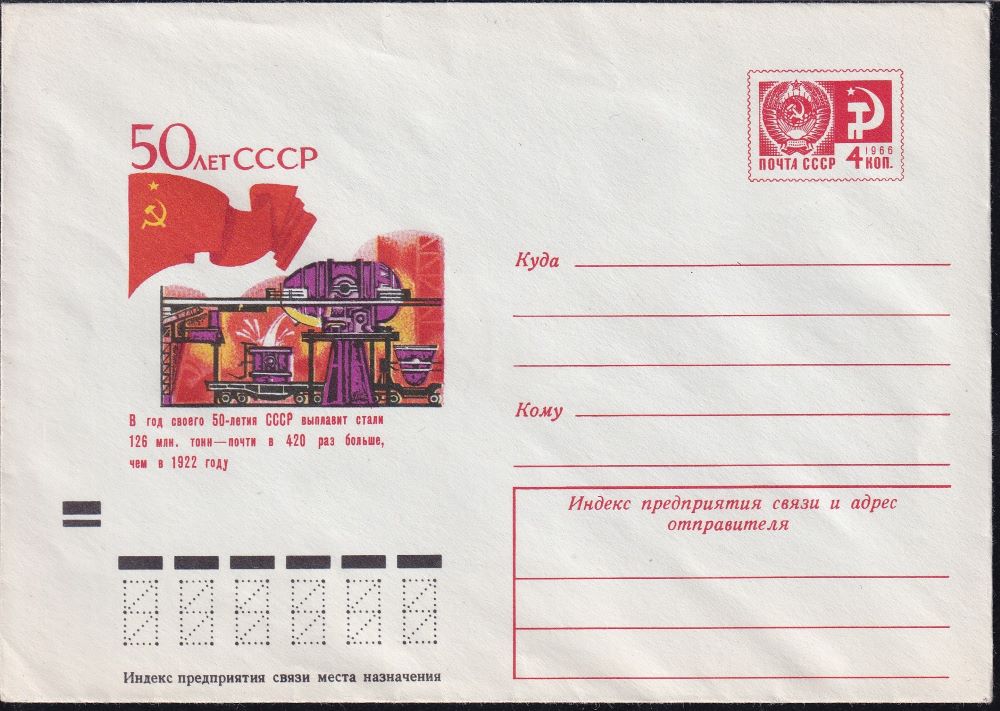 50 ЛЕТ СССР
ПОЧТА СССР
1966
4 КОП.
В год своего 50-летия СССР выплавит стали
126 млн. тонн—почти в 420 раз больше,
чем в 1922 году
Куда
Кому
Индекс предприятия связи и адрес
отправителя
Индекс предприятия связи места назначения